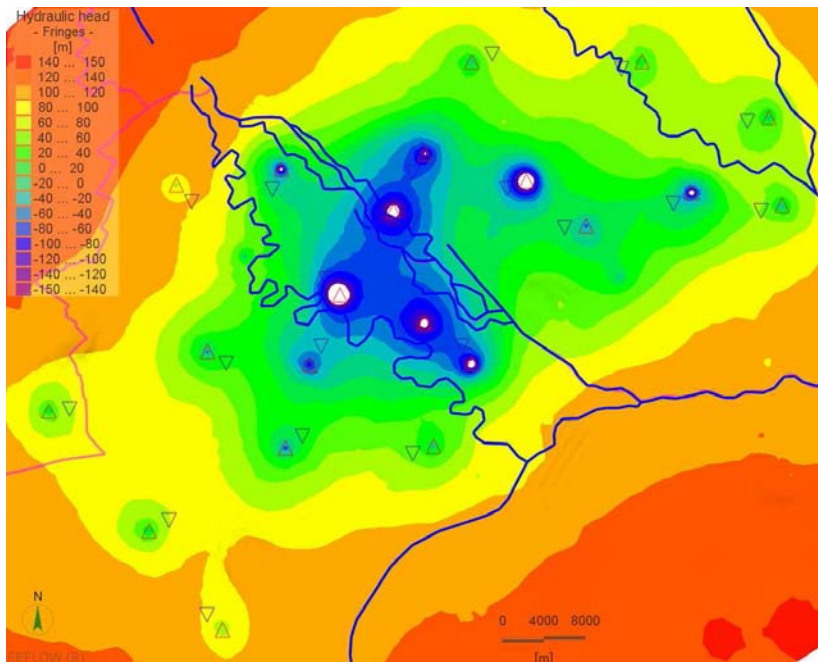 Hydraulic head
- Fringes -
[m]
140 ... 150
120 ... 140
100 ... 120
80 ... 100
60 ... 80
40 ... 60
20 ... 40
0 ... 20
-20 ... 0
-40 ... -20
-60 ... -40
-80 ... -60
-100 ... -80
-120 ... -100
-140 ... -120
-150 ... -140
N
0 4000 8000
[m]
FEFLOW (R)